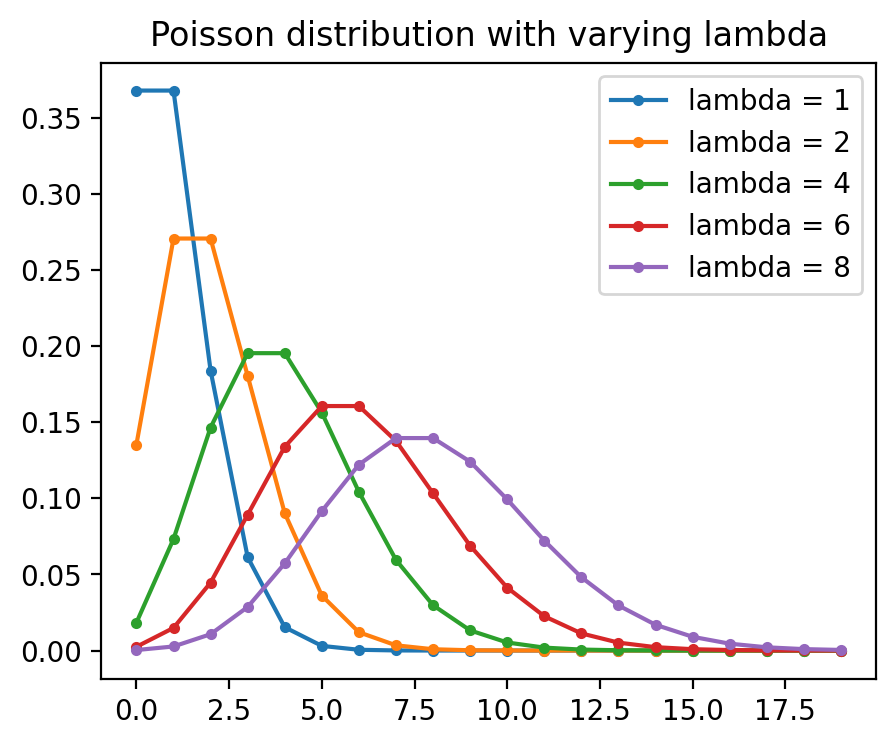 Poisson distribution with varying lambda
lambda = 1
lambda = 2
lambda = 4
lambda = 6
lambda = 8
0.35
0.30
0.25
0.20
0.15
0.10
0.05
0.00
0.0 2.5 5.0 7.5 10.0 12.5 15.0 17.5